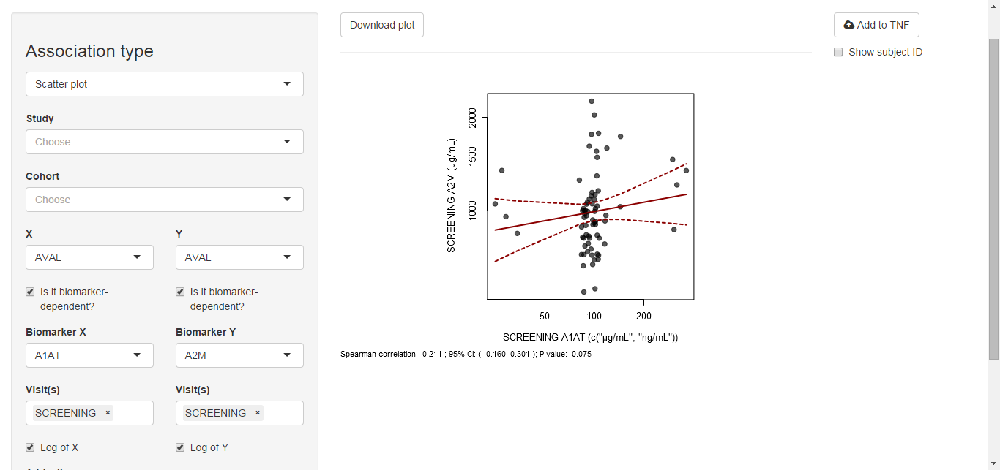 Association type
Scatter plot
Study
Choose
Cohort
Choose
X Y
AVAL AVAL
Is it biomarker- Is it biomarker-
dependent? dependent?
Biomarker X Biomarker Y
A1AT A2M
Visit(s) Visit(s)
SCREENING × SCREENING ×
Log of X Log of Y
Download plot
Add to TNF
Show subject ID
SCREENING A2M (µg/mL)
2000
1500
1000
50 100 200
SCREENING A1AT (c("µg/mL", "ng/mL"))
Spearman correlation: 0.211 ; 95% CI: ( -0.160, 0.301 ); P value: 0.075